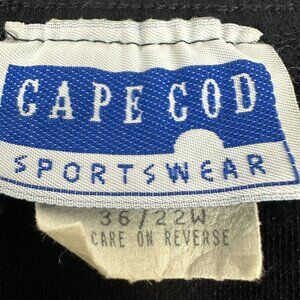 CAPE COD
SPORTSWEAR
36/22W
CARE ON REVERSE